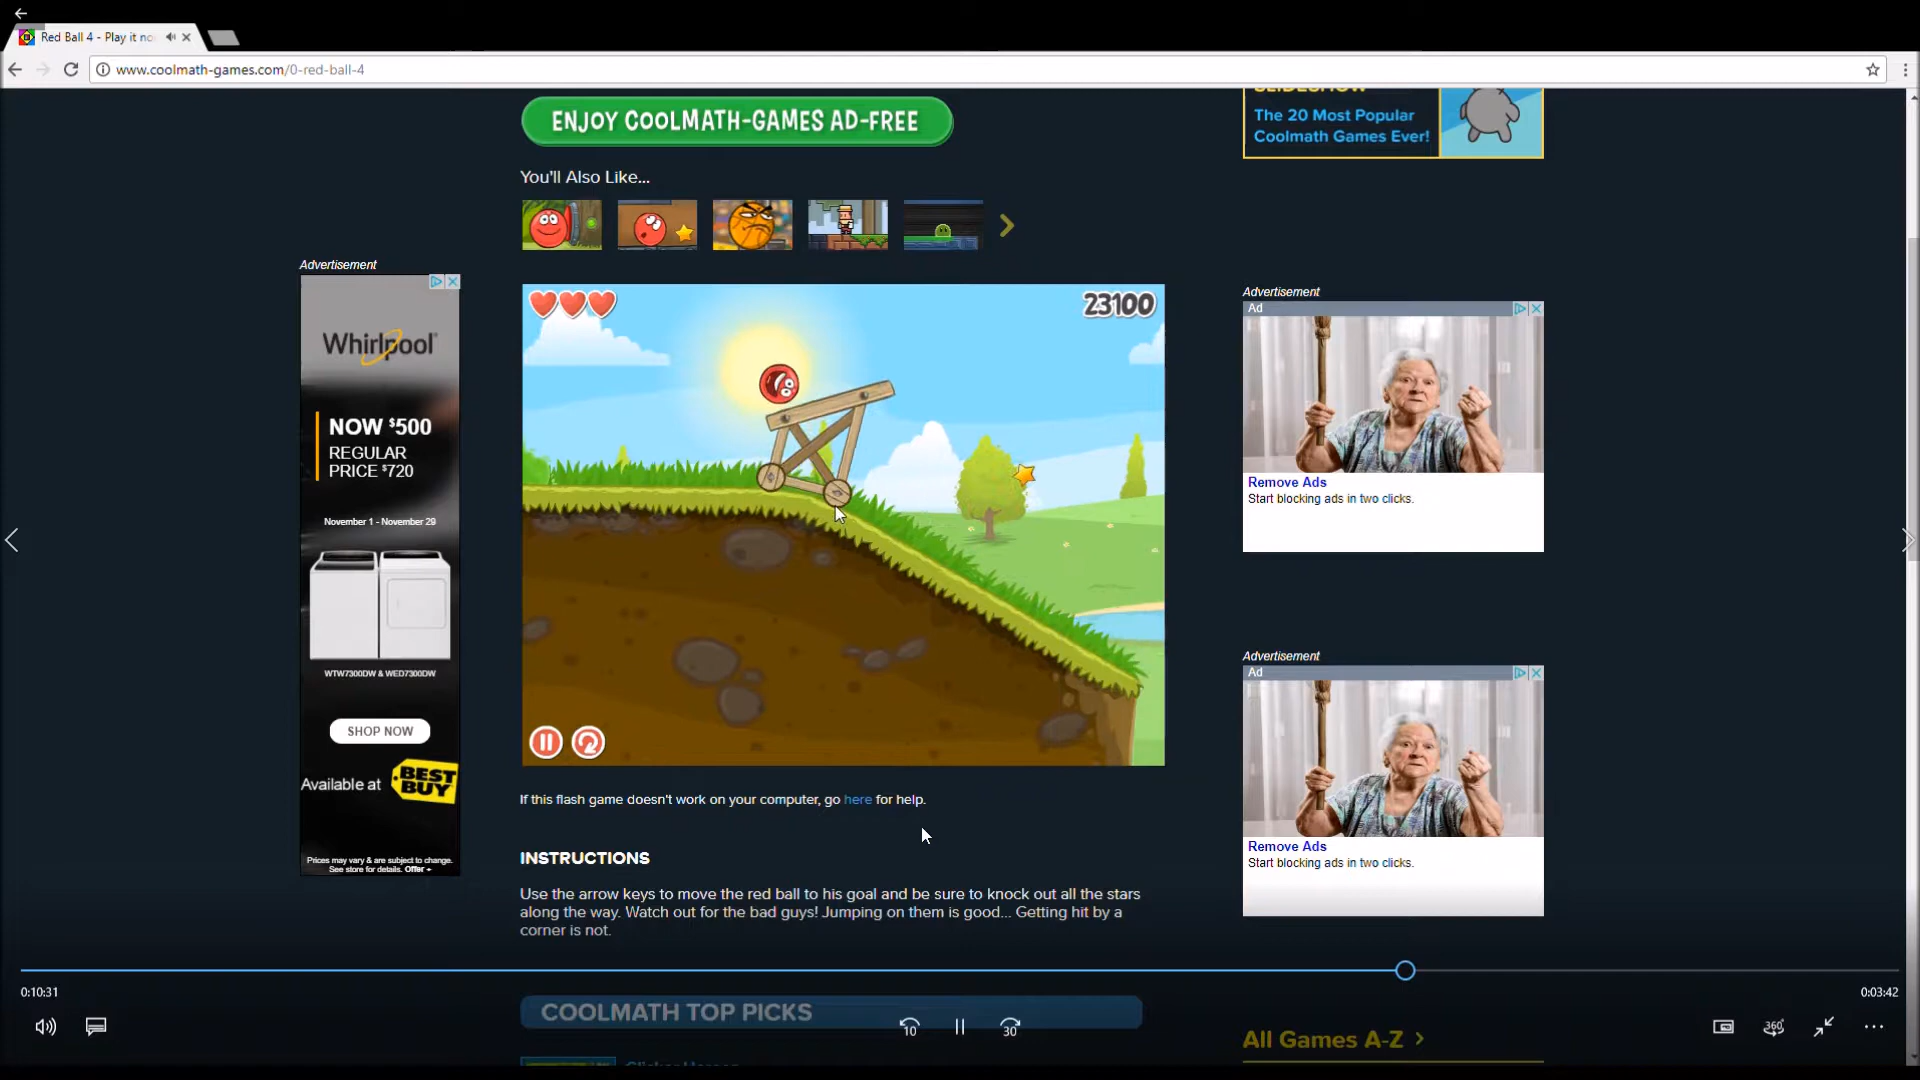 Red Ball 4 - Play it no
www.coolmath-games.com/0-red-ball-4
ENJOY COOLMATH-GAMES AD-FREE
SLIDESHOW
The 20 Most Popular
Coolmath Games Ever!
You'll Also Like...
Advertisement
Whirlpool
NOW $500
REGULAR
PRICE $720
November 1 - November 29
WTW7300DW & WED7300DW
SHOP NOW
Available at BEST BUY
Prices may vary & are subject to change.
See store for details. Offer +
23100
If this flash game doesn't work on your computer, go here for help.
INSTRUCTIONS
Use the arrow keys to move the red ball to his goal and be sure to knock out all the stars
along the way. Watch out for the bad guys! Jumping on them is good... Getting hit by a
corner is not.
Advertisement
Ad
Remove Ads
Start blocking ads in two clicks.
Advertisement
Ad
Remove Ads
Start blocking ads in two clicks.
0:10:31
0:03:42
COOLMATH TOP PICKS
10
30
360°
All Games A-Z